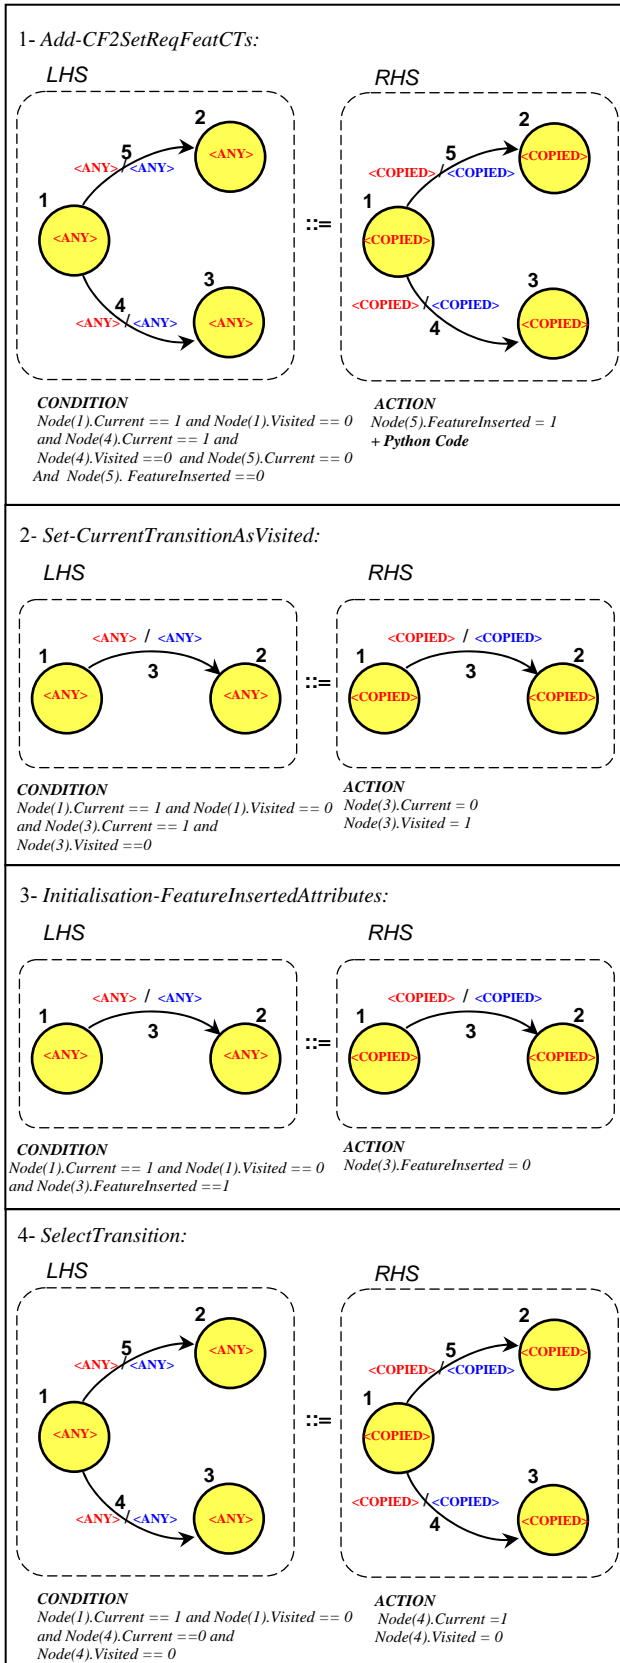 1- Add-CF2SetReqFeatCTs:
LHS
RHS
2
5
<ANY> / <ANY>
<ANY>
1
<ANY>
3
4
<ANY> / <ANY>
<ANY>
::=
2
5
<COPIED> / <COPIED>
<COPIED>
1
<COPIED>
3
<COPIED> / <COPIED>
4
<COPIED>
CONDITION
Node(1).Current == 1 and Node(1).Visited == 0
and Node(4).Current == 1 and
Node(4).Visited ==0 and Node(5).Current == 0
And Node(5). FeatureInserted ==0
ACTION
Node(5).FeatureInserted = 1
+ Python Code
2- Set-CurrentTransitionAsVisited:
LHS
RHS
<ANY> / <ANY>
1
2
3
<ANY>
<ANY>
::=
<COPIED> / <COPIED>
1
2
3
<COPIED>
<COPIED>
CONDITION
Node(1).Current == 1 and Node(1).Visited == 0
and Node(3).Current == 1 and
Node(3).Visited ==0
ACTION
Node(3).Current = 0
Node(3).Visited = 1
3- Initialisation-FeatureInsertedAttributes:
LHS
RHS
<ANY> / <ANY>
1
2
3
<ANY>
<ANY>
::=
<COPIED> / <COPIED>
1
2
3
<COPIED>
<COPIED>
CONDITION
Node(1).Current == 1 and Node(1).Visited == 0
and Node(3).FeatureInserted ==1
ACTION
Node(3).FeatureInserted = 0
4- SelectTransition:
LHS
RHS
2
5
<ANY> / <ANY>
<ANY>
1
<ANY>
3
4
<ANY> / <ANY>
<ANY>
::=
2
5
<COPIED> / <COPIED>
<COPIED>
1
<COPIED>
3
<COPIED> / <COPIED>
4
<COPIED>
CONDITION
Node(1).Current == 1 and Node(1).Visited == 0
and Node(4).Current ==0 and
Node(4).Visited == 0
ACTION
Node(4).Current =1
Node(4).Visited = 0